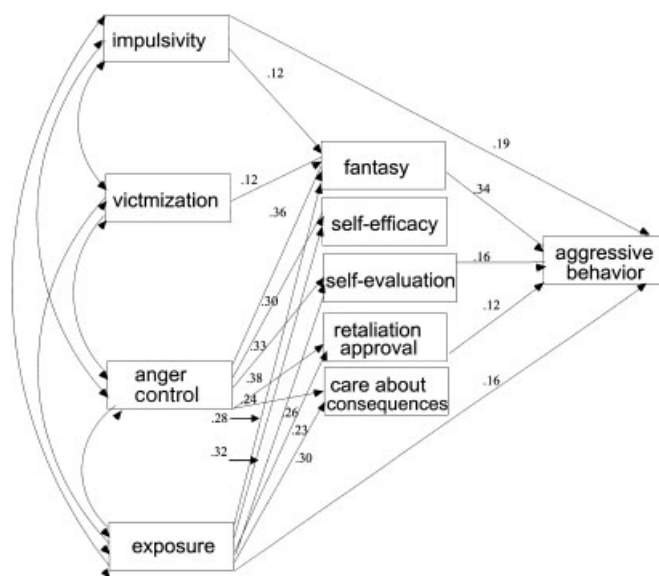 impulsivity
.12
.19
victmization
.12
fantasy
.34
.36
self-efficacy
aggressive
behavior
self-evaluation
.16
.30
.33
retaliation
approval
.12
anger
control
.38
.24
care about
consequences
.16
.28
.26
.23
.32
.30
exposure